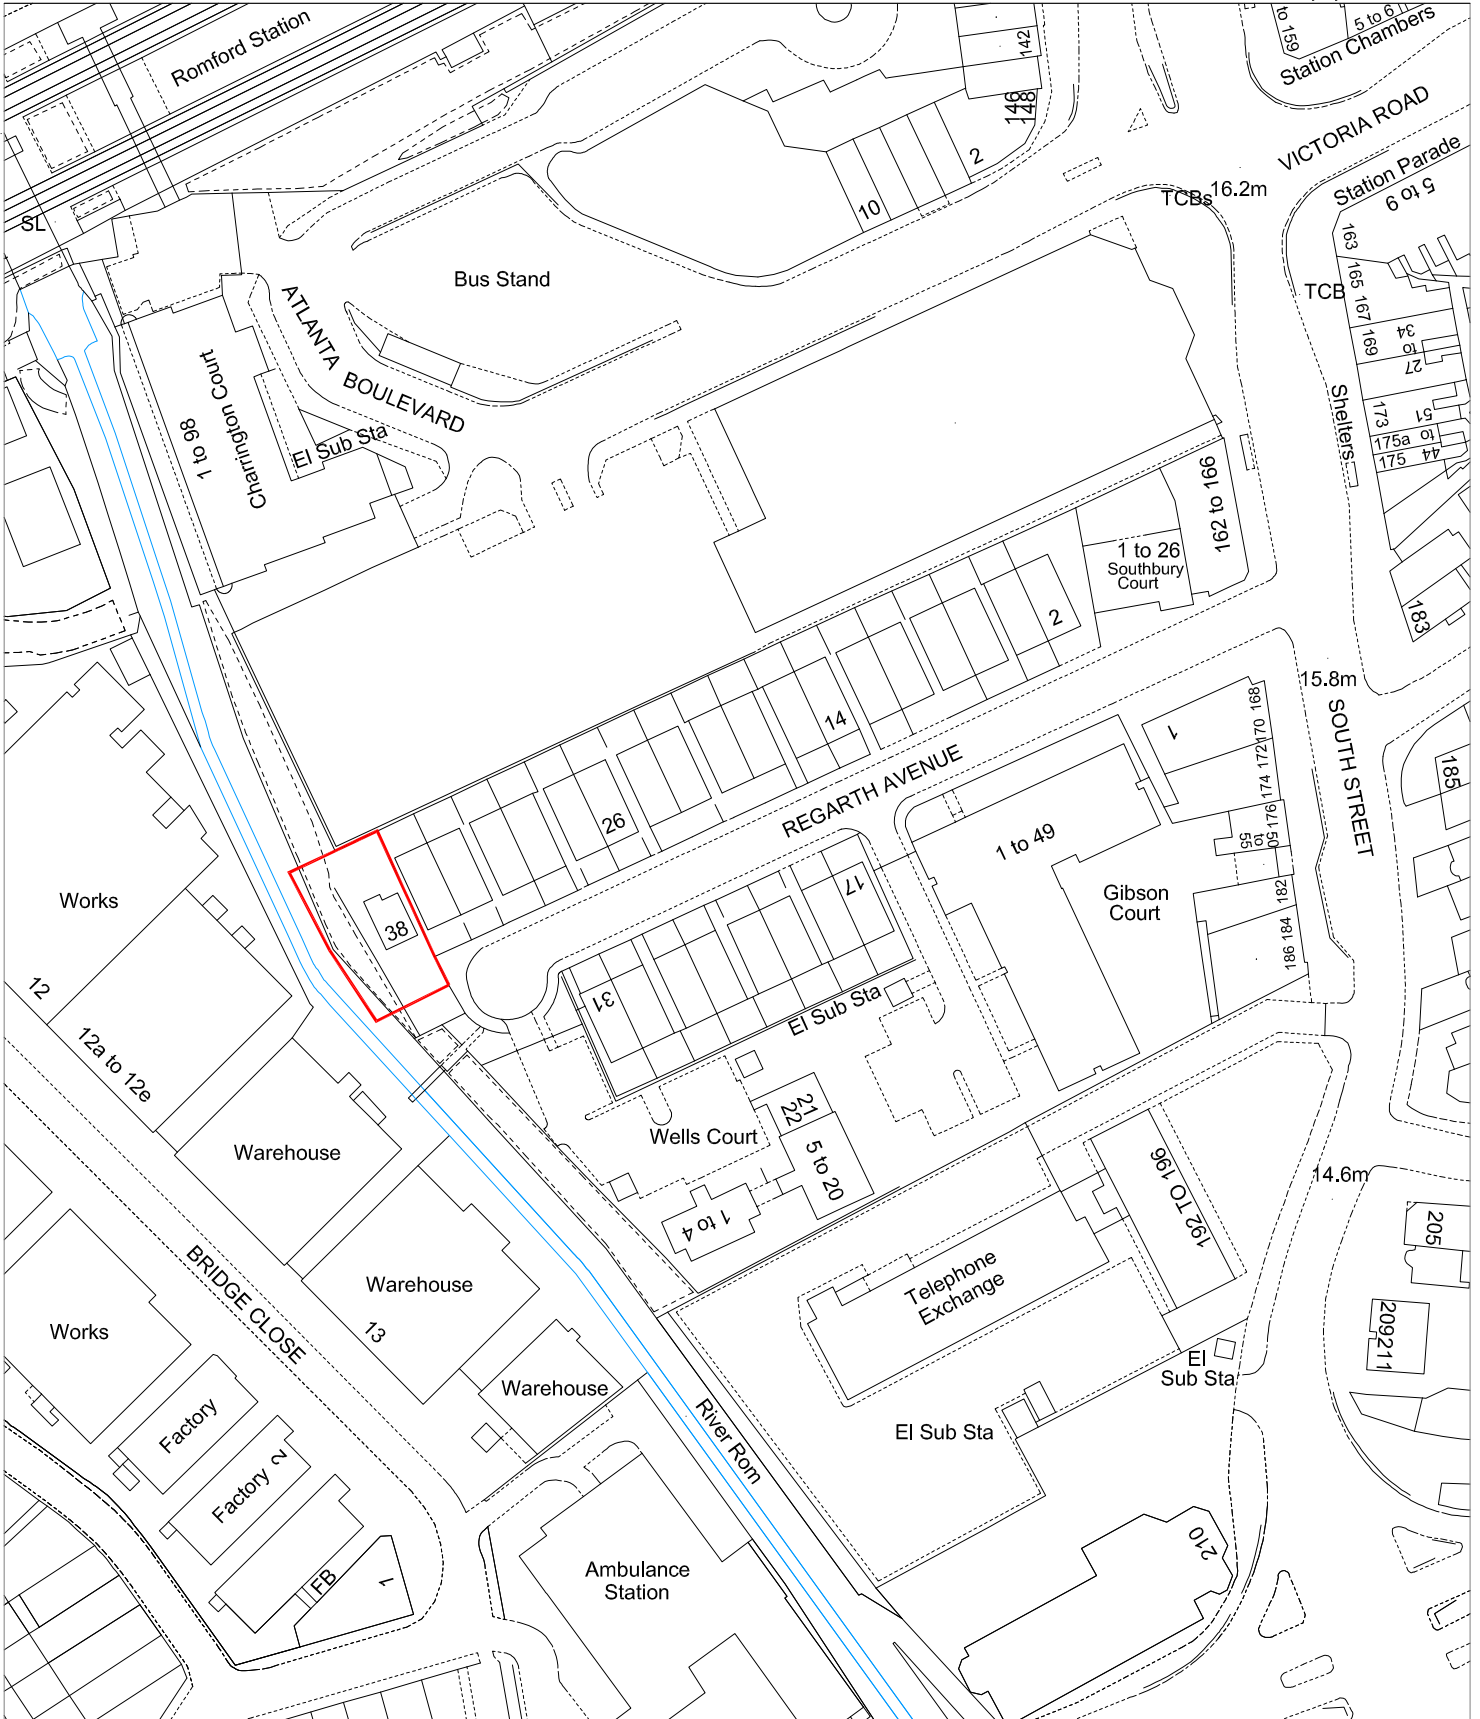 Romford Station
142
to 159
5 to 6
Station Chambers
146
148
VICTORIA ROAD
2
10
Station Parade
5 to 9
TCBs
16.2m
SL
163
165
167
169
Bus Stand
TCB
34
to
27
ATLANTA
BOULEVARD
Charrington Court
1 to 98
El Sub Sta
Shelters
173
51
to
44
175a
175
162 to 166
1 to 26
Southbury
Court
2
183
15.8m
SOUTH STREET
14
168
170
172
174
176
1
185
REGARTH AVENUE
26
1 to 49
50
to
55
Works
17
Gibson
Court
182
184
186
38
12
31
El Sub Sta
12a to 12e
21
22
Wells Court
5 to 20
Warehouse
192 TO 196
14.6m
1 to 4
205
BRIDGE CLOSE
Warehouse
Telephone
Exchange
13
Works
209
211
El
Sub Sta
Warehouse
Factory
River Rom
El Sub Sta
Factory 2
210
FB
1
Ambulance
Station